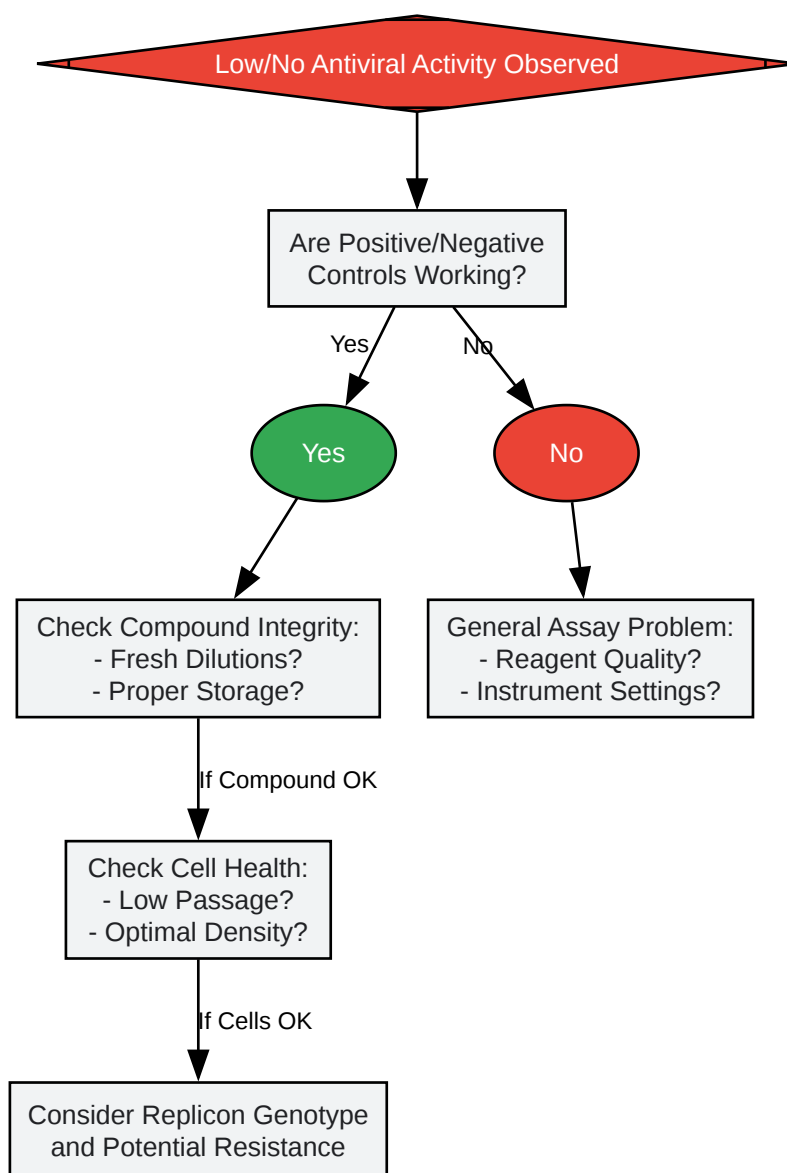 Low/No Antiviral Activity Observed
Are Positive/Negative
Controls Working?
Yes
No
Yes
No
Check Compound Integrity:
- Fresh Dilutions?
- Proper Storage?
General Assay Problem:
- Reagent Quality?
- Instrument Settings?
If Compound OK
Check Cell Health:
- Low Passage?
- Optimal Density?
If Cells OK
Consider Replicon Genotype
and Potential Resistance